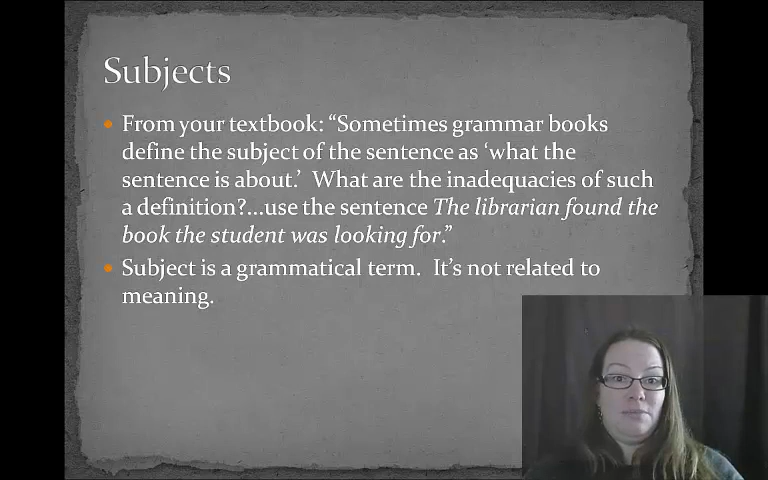 Subjects
From your textbook: “Sometimes grammar books
define the subject of the sentence as ‘what the
sentence is about.’  What are the inadequacies of such
a definition?...use the sentence The librarian found the
book the student was looking for.”
Subject is a grammatical term.  It’s not related to
meaning.